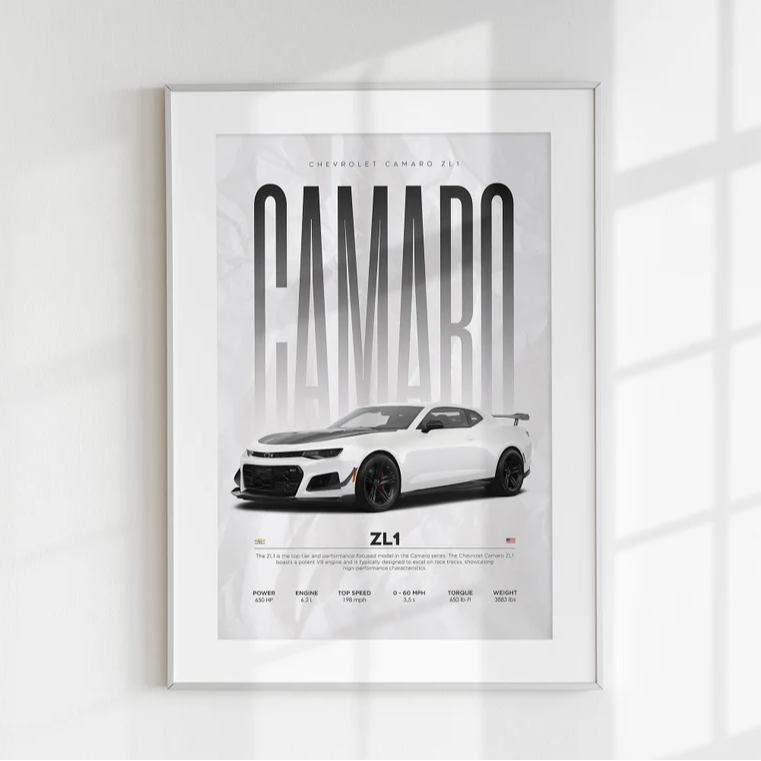 CHEVROLET CAMARO ZL1
CAMARO
ZL1
The ZL1 is the top-tier and performance-focused model in the Camaro series. The Chevrolet Camaro ZL1
boasts a potent V8 engine and is typically designed to excel on race tracks, showcasing
high-performance characteristics.
POWER ENGINE TOP SPEED 0 - 60 MPH TORQUE WEIGHT
650 HP 6.2 L 198 mph 3,5 s 650 lb-ft 3883 lbs